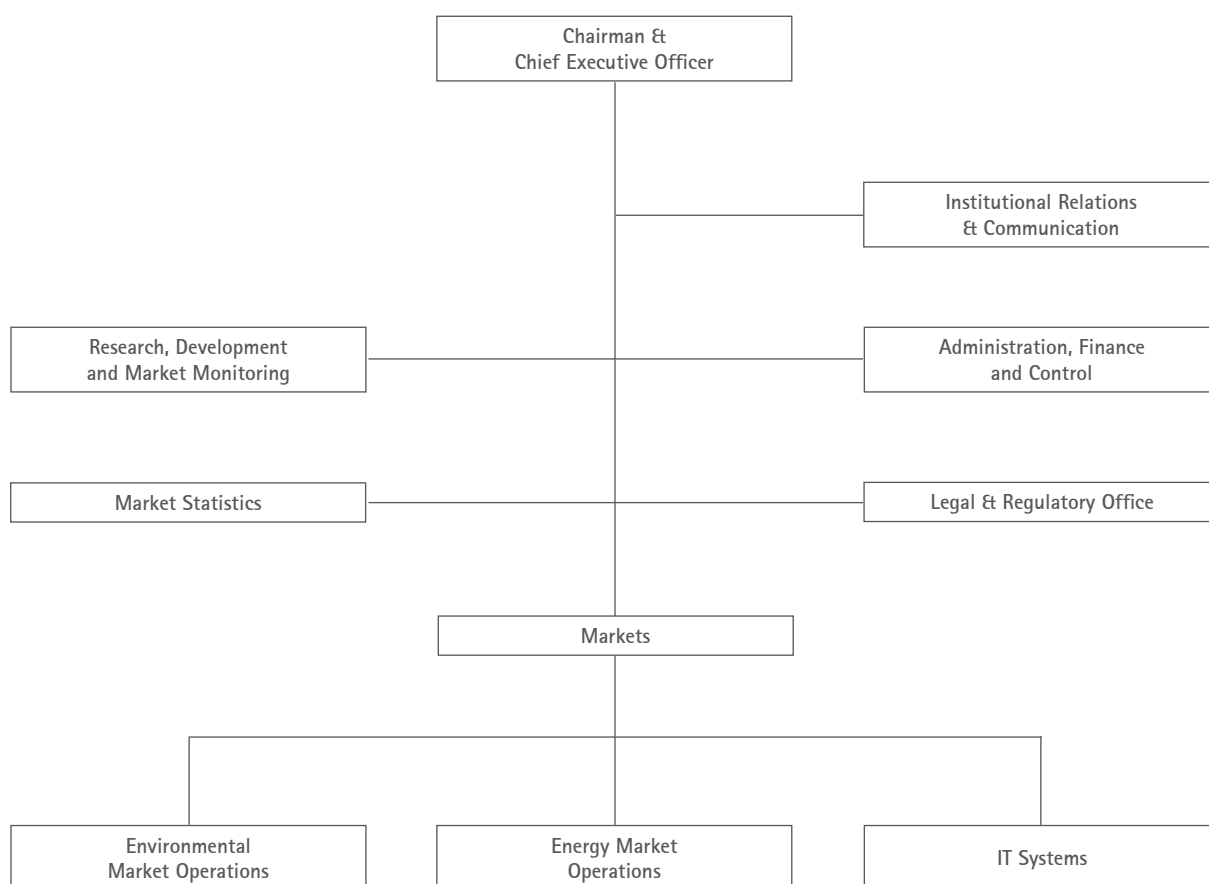 Chairman &
Chief Executive Officer
Institutional Relations
& Communication
Research, Development
and Market Monitoring
Administration, Finance
and Control
Market Statistics
Legal & Regulatory Office
Markets
Environmental
Market Operations
Energy Market
Operations
IT Systems